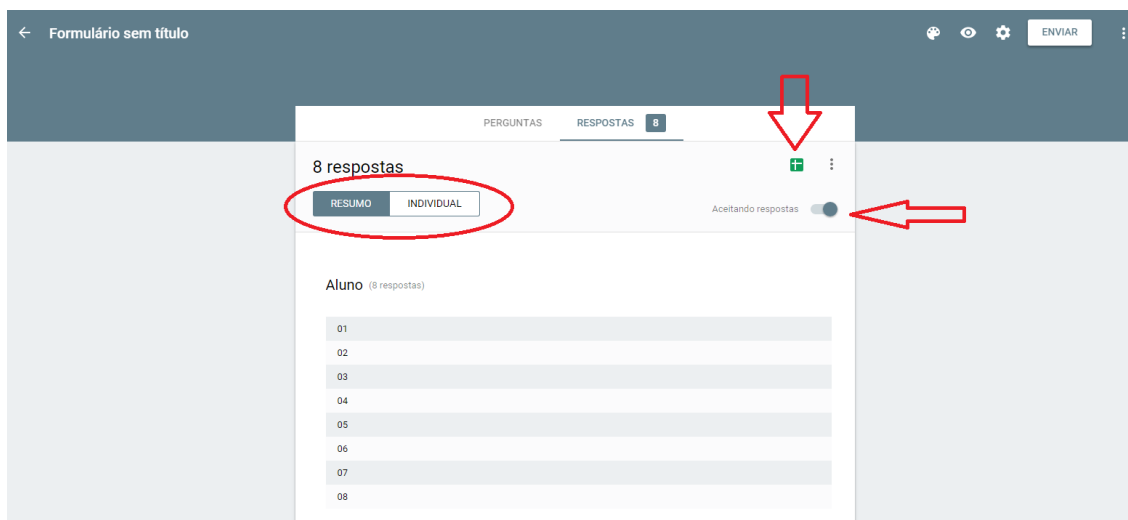 Formulário sem título
ENVIAR
PERGUNTAS RESPOSTAS 8
8 respostas
RESUMO INDIVIDUAL
Aceitando respostas
Aluno (8 respostas)
01
02
03
04
05
06
07
08